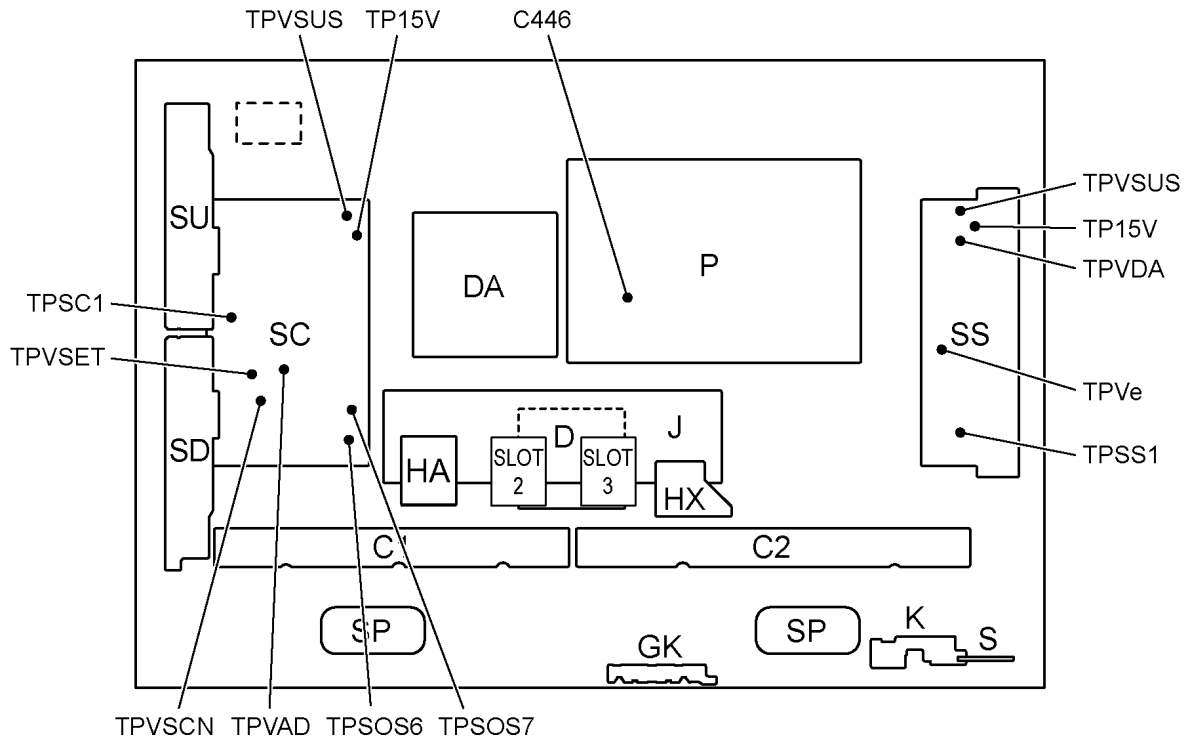 TPVSUS TP15V C446
SU
TPVSUS
P
TP15V
DA
TPVDA
TPSC1
SC
SS
TPVSET
TPVe
D
J
SD
SLOT
2
SLOT
3
HA
TPSS1
HX
C1
C2
SP
SP
K
GK
S
TPVSCN TPVAD TPSOS6 TPSOS7